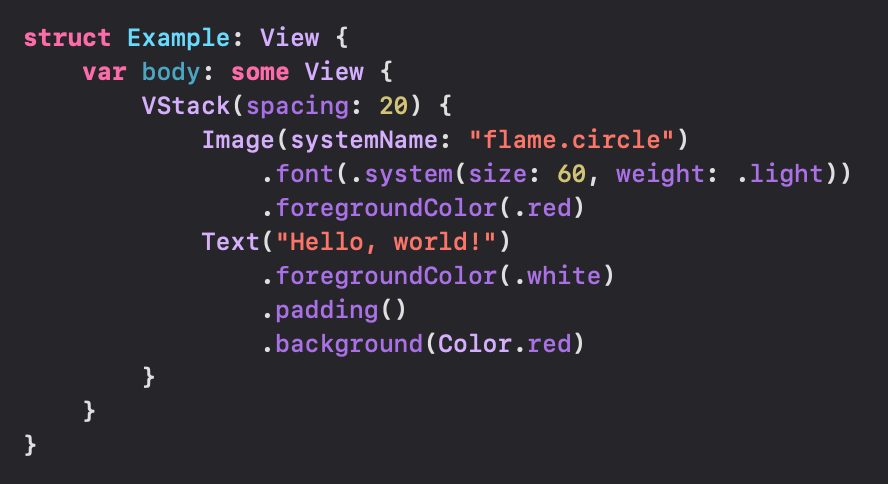 struct Example: View {
    var body: some View {
        VStack(spacing: 20) {
            Image(systemName: "flame.circle")
                .font(.system(size: 60, weight: .light))
                .foregroundColor(.red)
            Text("Hello, world!")
                .foregroundColor(.white)
                .padding()
                .background(Color.red)
        }
    }
}